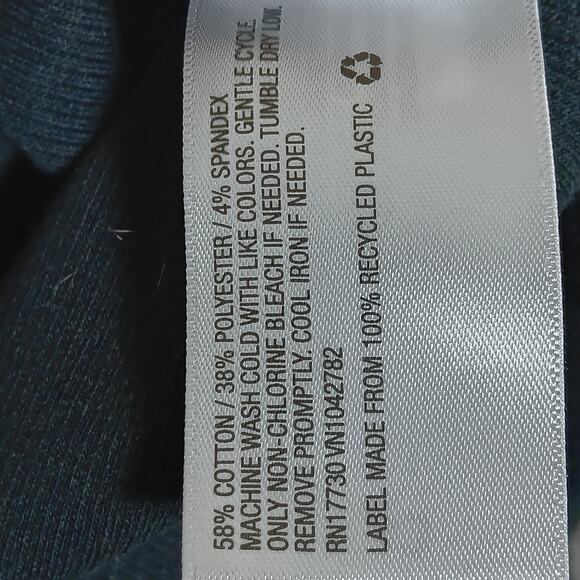 58% COTTON / 38% POLYESTER / 4% SPANDEX
MACHINE WASH COLD WITH LIKE COLORS. GENTLE CYCLE
ONLY NON-CHLORINE BLEACH IF NEEDED. TUMBLE DRY LOW.
REMOVE PROMPTLY. COOL IRON IF NEEDED.
RN17730 VN1042782
LABEL MADE FROM 100% RECYCLED PLASTIC